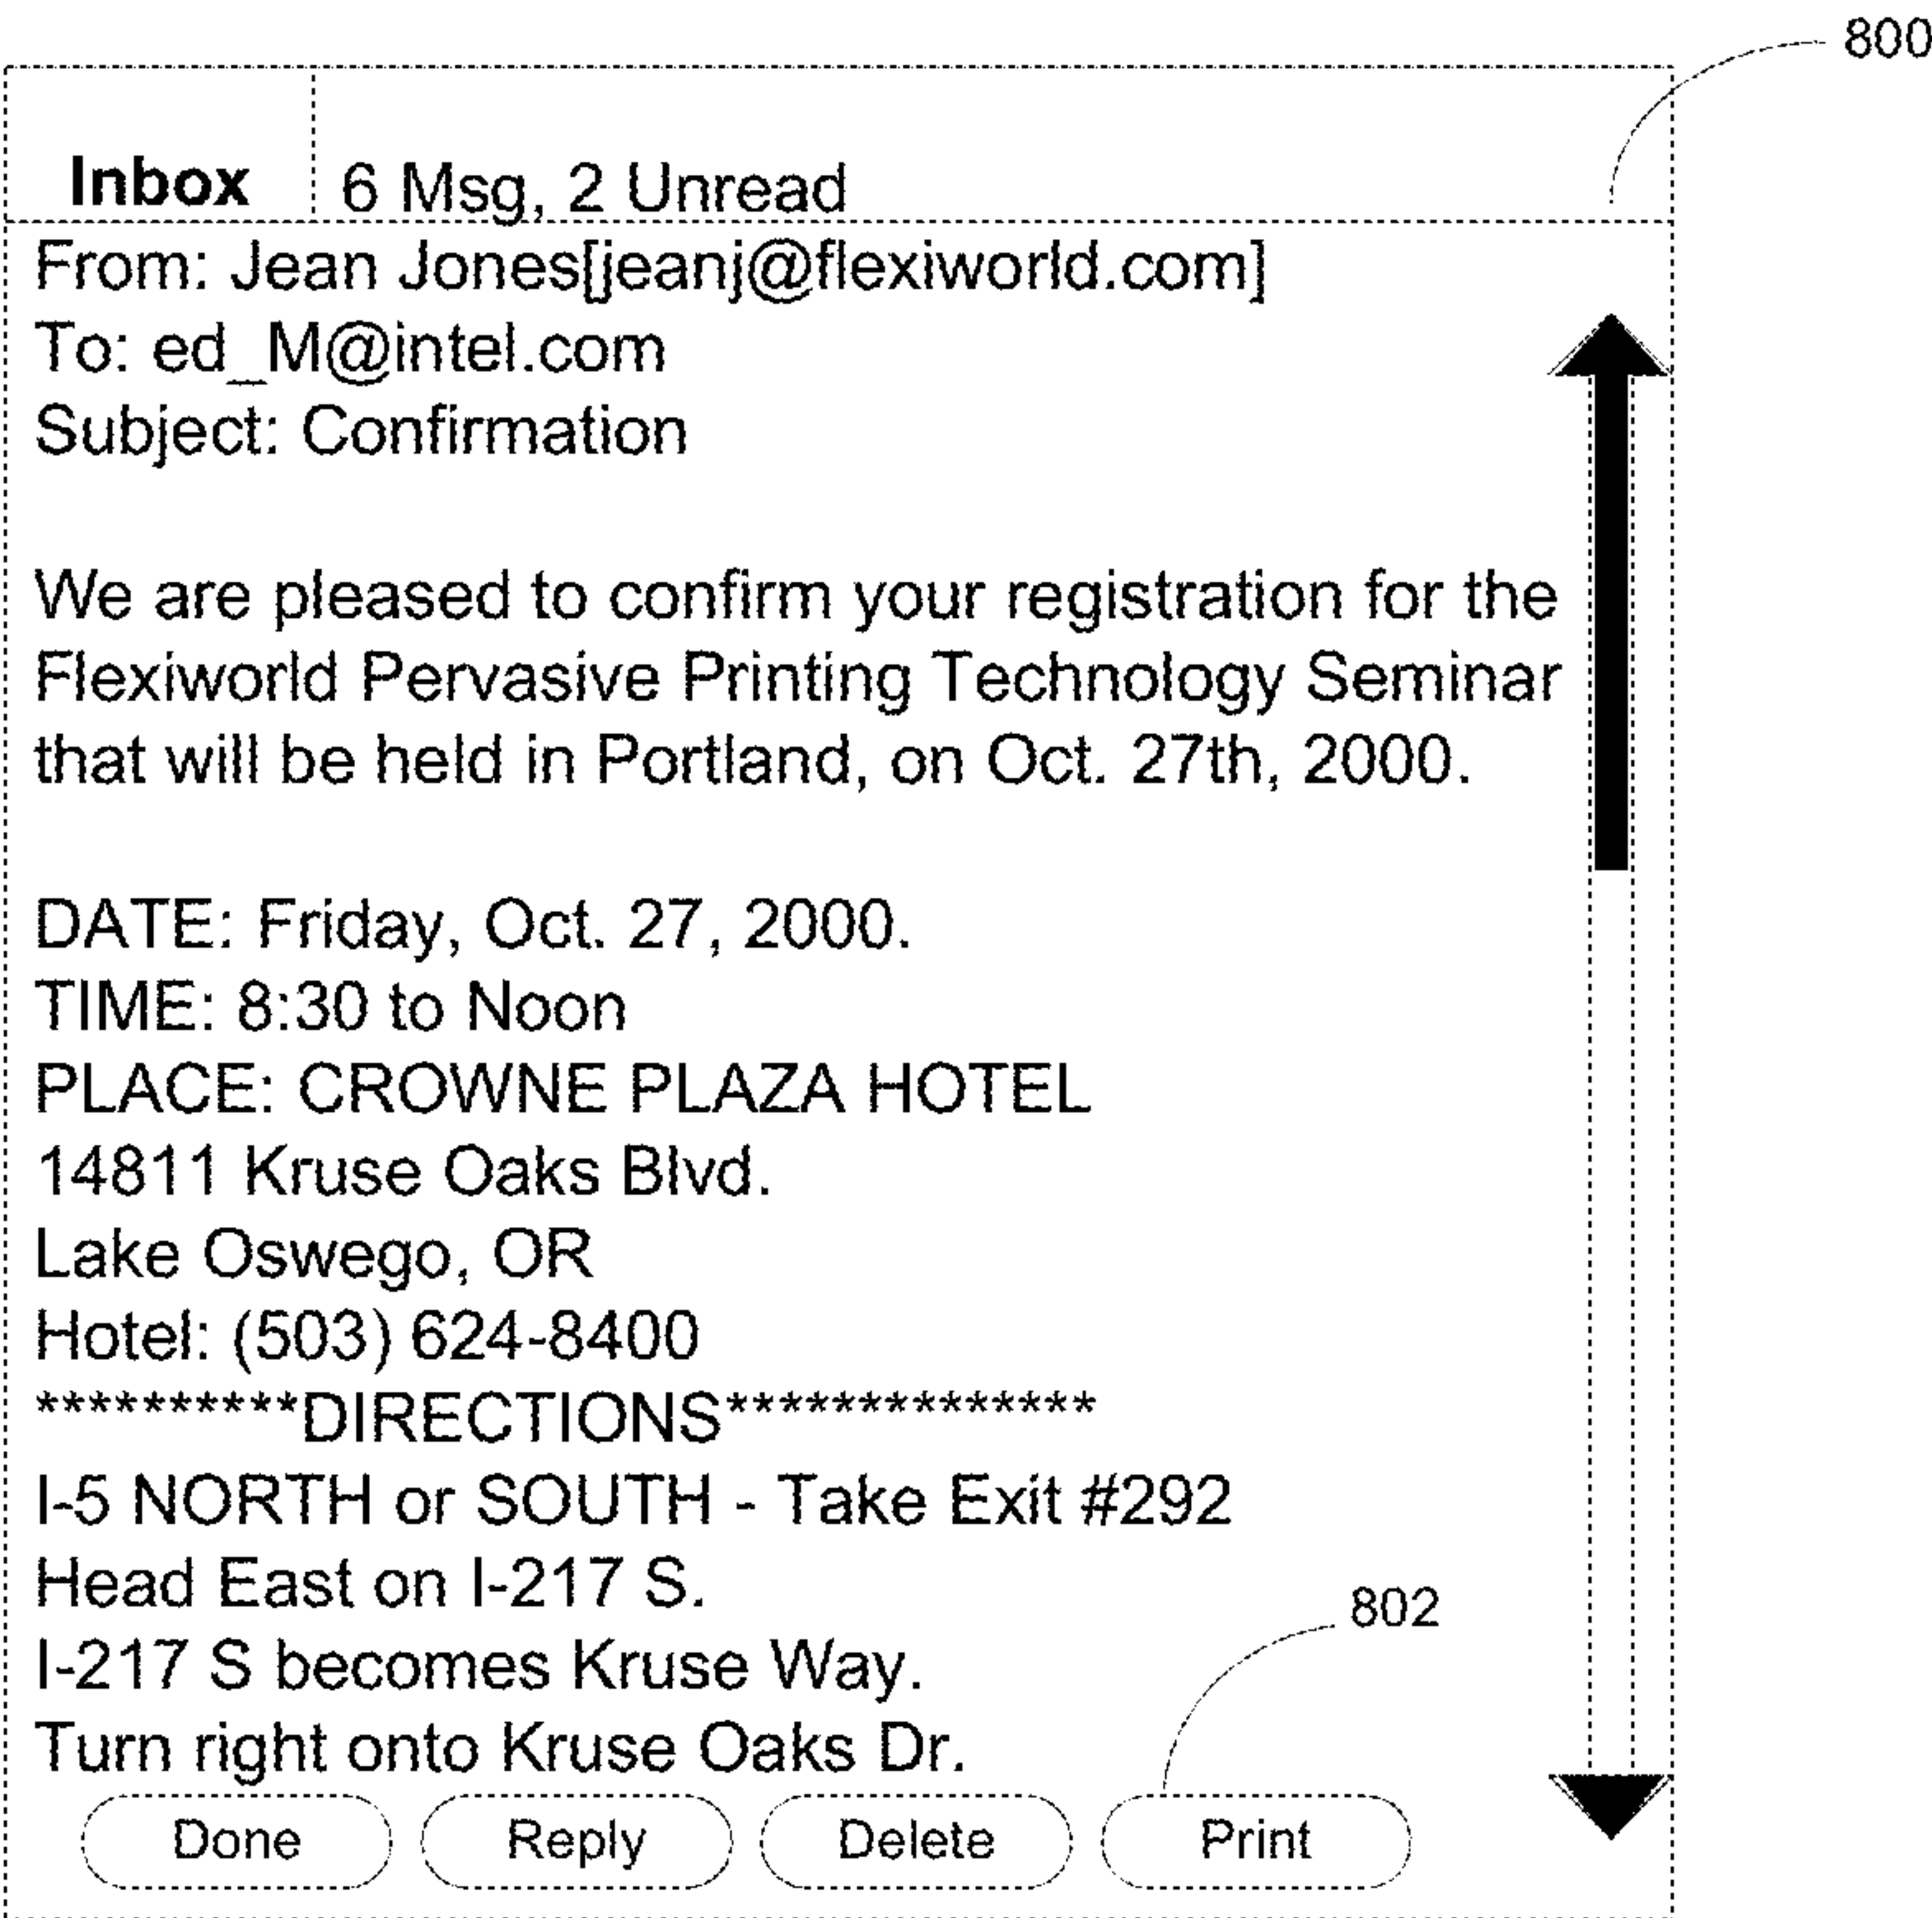 800
Inbox 6 Msg, 2 Unread
From: Jean Jones[jeanj@flexiworld.com]
To: ed_M@intel.com
Subject: Confirmation
We are pleased to confirm your registration for the
Flexiworld Pervasive Printing Technology Seminar
that will be held in Portland, on Oct. 27th, 2000.
DATE: Friday, Oct. 27, 2000.
TIME: 8:30 to Noon
PLACE: CROWNE PLAZA HOTEL
14811 Kruse Oaks Blvd.
Lake Oswego, OR
Hotel: (503) 624-8400
**********DIRECTIONS**************
I-5 NORTH or SOUTH - Take Exit #292
Head East on I-217 S.
802
I-217 S becomes Kruse Way.
Turn right onto Kruse Oaks Dr.
Done Reply Delete Print